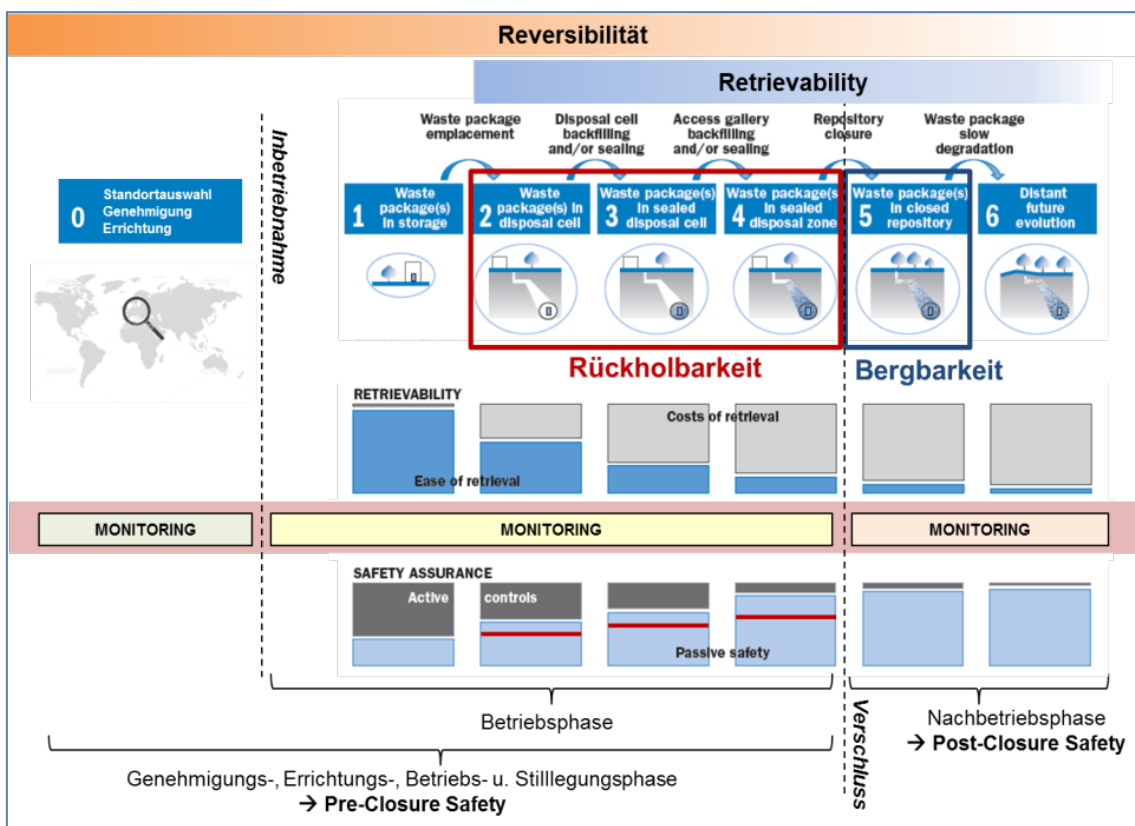 Reversibilität
Retrievability
Inbetriebnahme
Waste package
emplacement
Disposal cell
backfilling
and/or sealing
Access gallery
backfilling
and/or sealing
Repository
closure
Waste package
slow
degradation
0
Standortauswahl
Genehmigung
Errichtung
1
Waste
package(s)
in storage
2
Waste
package(s) in
disposal cell
3
Waste package(s)
in sealed
disposal cell
4
Waste package(s)
in sealed
disposal zone
5
Waste package(s)
in closed
repository
6
Distant
future
evolution
Rückholbarkeit
Bergbarkeit
RETRIEVABILITY
Costs of retrieval
Ease of retrieval
MONITORING
MONITORING
MONITORING
SAFETY ASSURANCE
Active controls
Passive safety
Betriebsphase
Verschluss
Nachbetriebsphase
→ Post-Closure Safety
Genehmigungs-, Errichtungs-, Betriebs- u. Stilllegungsphase
→ Pre-Closure Safety